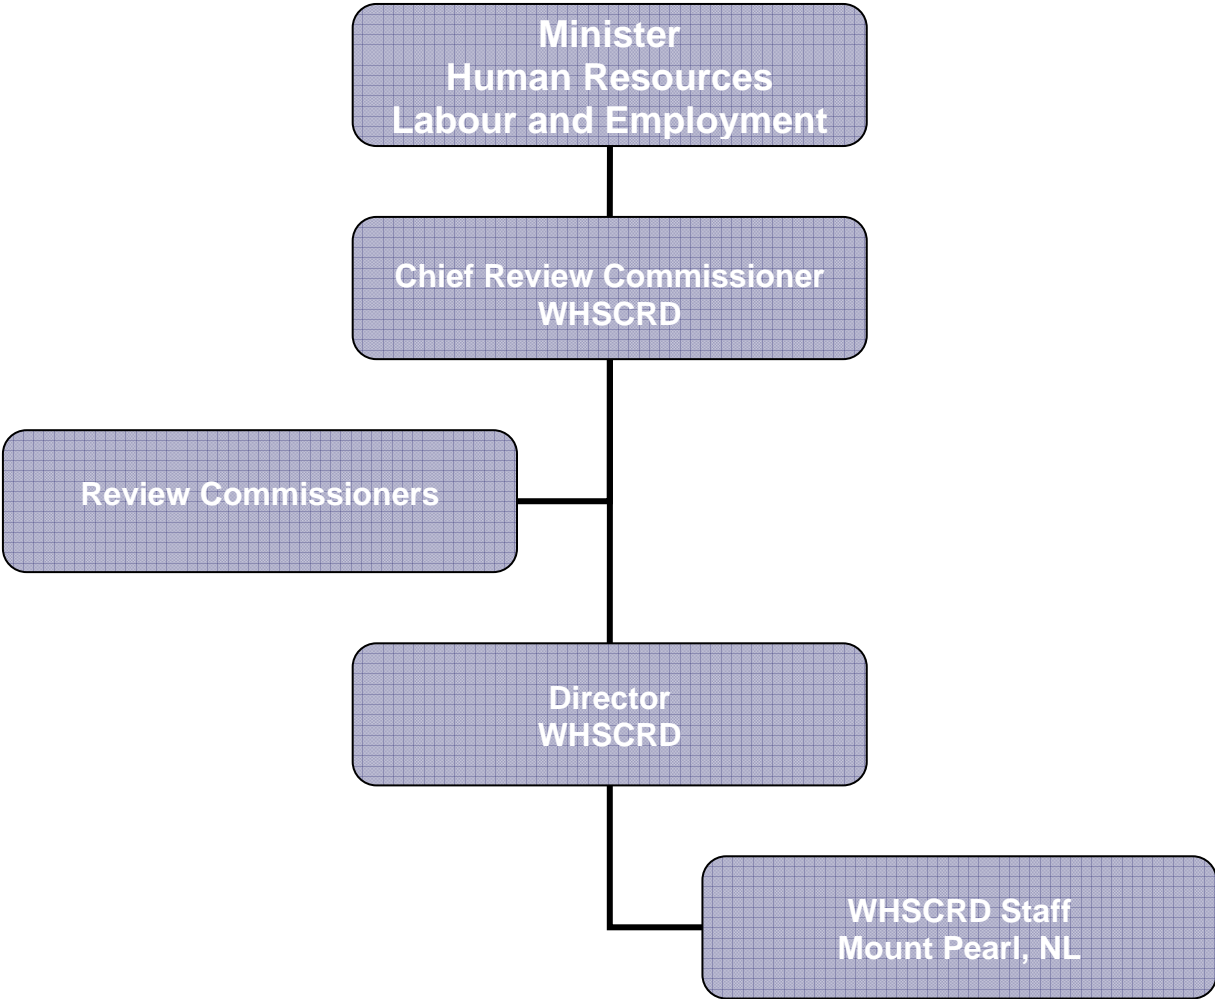 Minister
Human Resources
Labour and Employment
Chief Review Commissioner
WHSCRD
Review Commissioners
Director
WHSCRD
WHSCRD Staff
Mount Pearl, NL